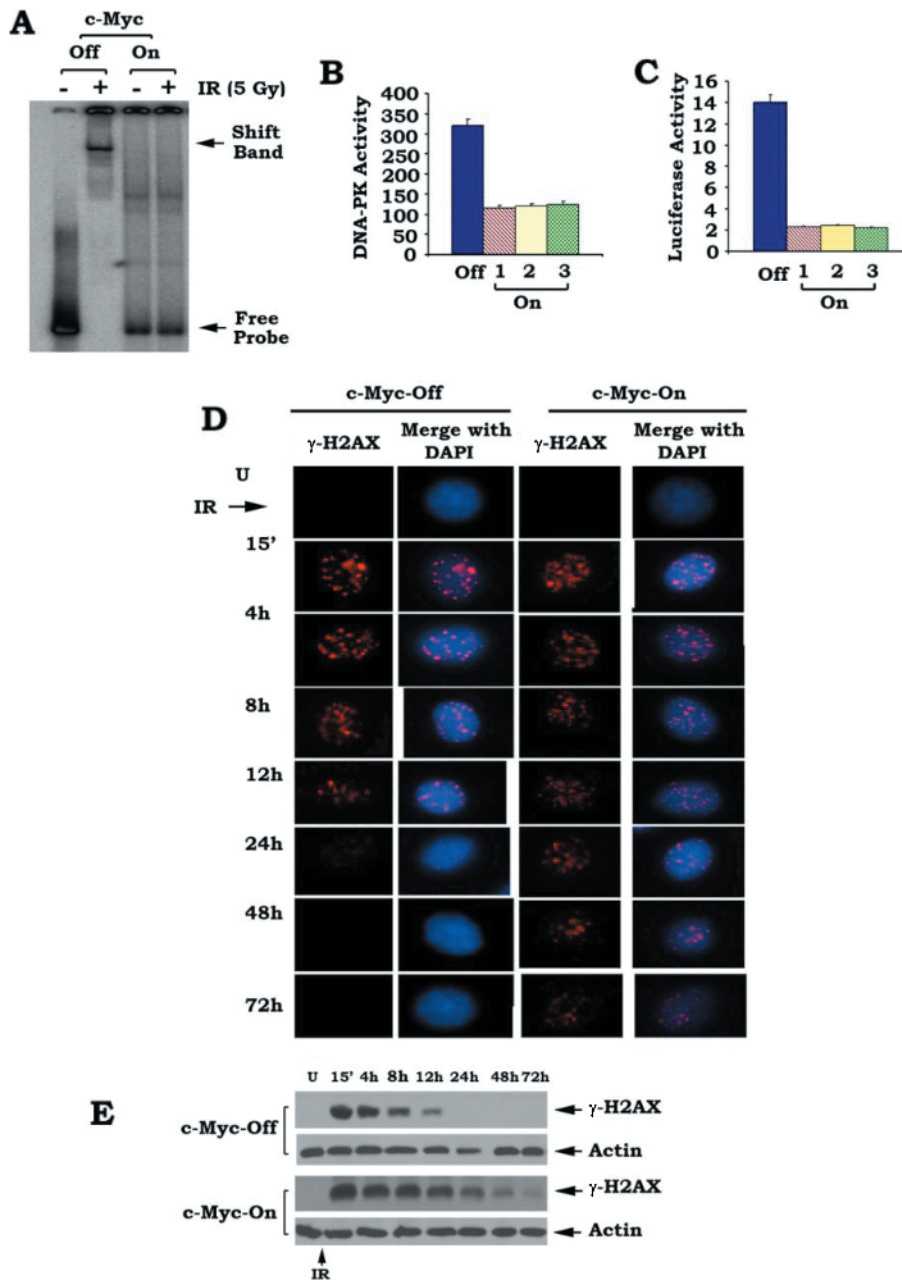 A
c-Myc
Off On
- + - + IR (5 Gy)
Shift
Band
Free
Probe
B
DNA-PK Activity
400
350
300
250
200
150
100
50
0
Off 1 2 3
On
C
Luciferase Activity
16
14
12
10
8
6
4
2
0
Off 1 2 3
On
D
c-Myc-Off c-Myc-On
γ-H2AX Merge with DAPI γ-H2AX Merge with DAPI
U
IR
15'
4h
8h
12h
24h
48h
72h
E
U 15' 4h 8h 12h 24h 48h 72h
c-Myc-Off
γ-H2AX
Actin
c-Myc-On
γ-H2AX
Actin
IR